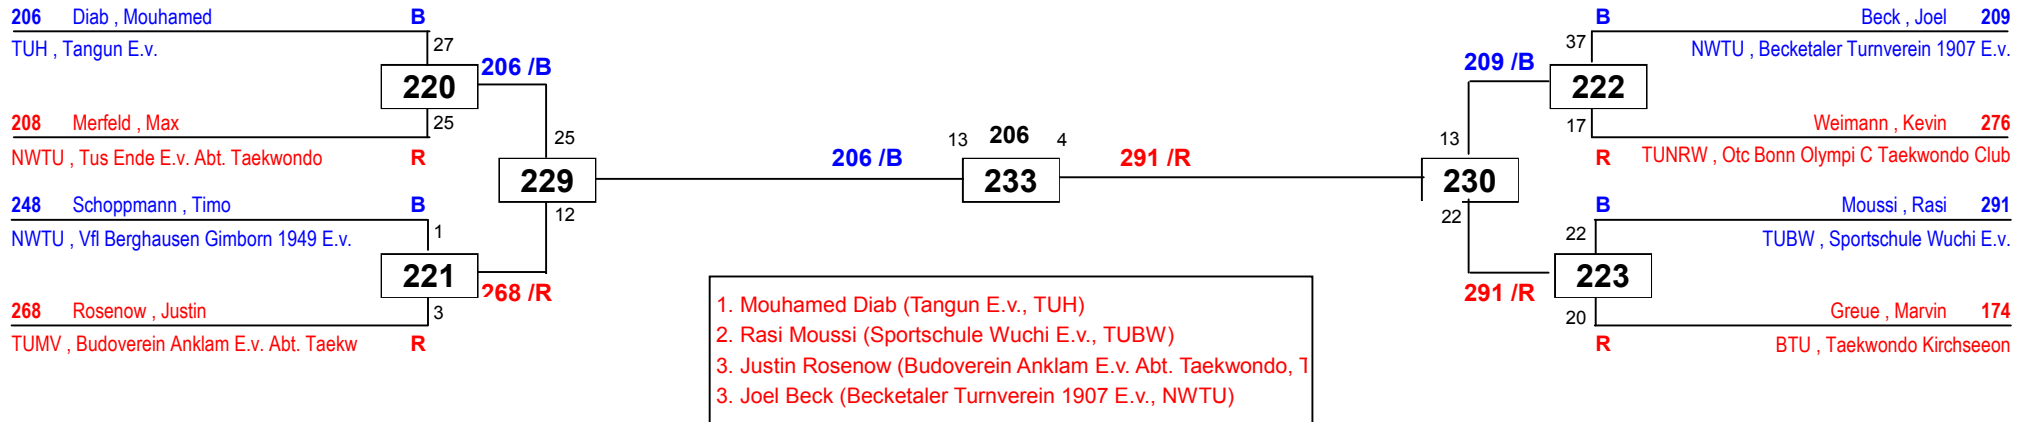 206 Diab , Mouhamed B
TUH , Tangun E.v.
27
220
206 /B
25
208 Merfeld , Max
NWTU , Tus Ende E.v. Abt. Taekwondo R
248 Schoppmann , Timo B
NWTU , Vfl Berghausen Gimborn 1949 E.v.
1
221
268 /R
3
268 Rosenow , Justin
TUMV , Budoverein Anklam E.v. Abt. Taekw R
25
229
12
206 /B
13 206 4
233
291 /R
13
230
22
B Beck , Joel 209
NWTU , Becketaler Turnverein 1907 E.v.
37
209 /B
222
17
Weimann , Kevin 276
R TUNRW , Otc Bonn Olympi C Taekwondo Club
B Moussi , Rasi 291
TUBW , Sportschule Wuchi E.v.
22
223
291 /R
20
Greue , Marvin 174
R BTU , Taekwondo Kirchseeon
1. Mouhamed Diab (Tangun E.v., TUH)
2. Rasi Moussi (Sportschule Wuchi E.v., TUBW)
3. Justin Rosenow (Budoverein Anklam E.v. Abt. Taekwondo,
3. Joel Beck (Becketaler Turnverein 1907 E.v., NWTU)